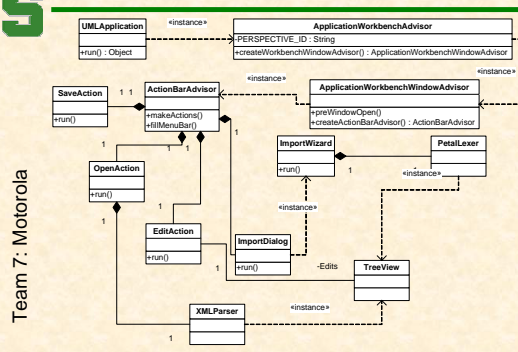 UMLApplication
+run() : Object
«instance»
ApplicationWorkbenchAdvisor
-PERSPECTIVE_ID : String
+createWorkbenchWindowAdvisor() : ApplicationWorkbenchWindowAdvisor
«instance»
«instance»
SaveAction
+run()
1 1
ActionBarAdvisor
+makeActions()
+fillMenuBar()
ApplicationWorkbenchWindowAdvisor
+preWindowOpen()
+createActionBarAdvisor() : ActionBarAdvisor
1
1
1
1
ImportWizard
+run()
1
PetalLexer
1
«instance»
OpenAction
+run()
1
1
«instance»
EditAction
+run()
1
ImportDialog
+run()
-Edits
TreeView
XMLParser
1
«instance»
Team 7: Motorola